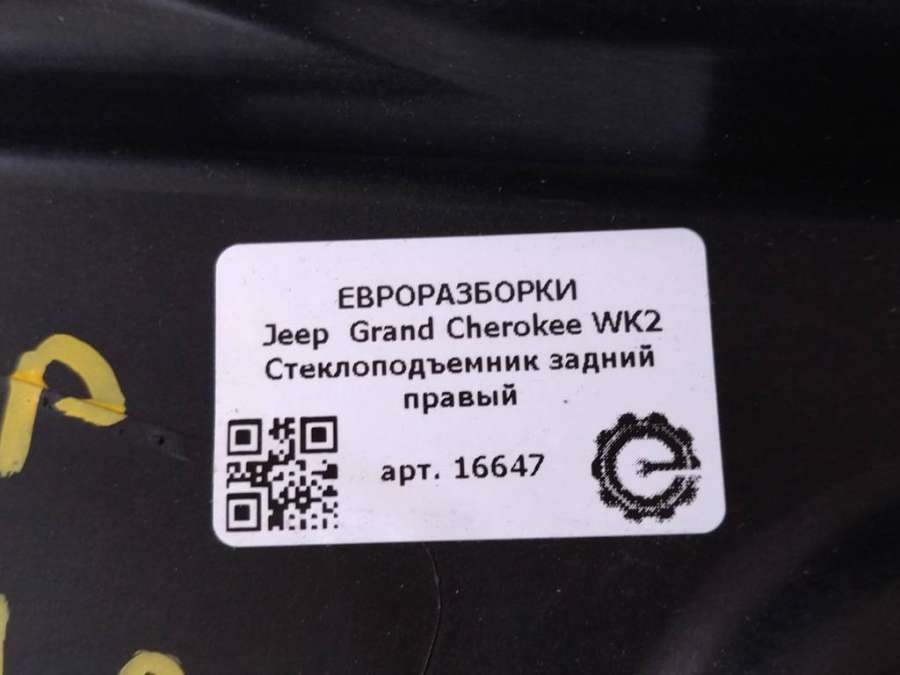 ЕВРОРАЗБОРКИ
Jeep Grand Cherokee WK2
Стеклоподъемник задний
правый
арт. 16647